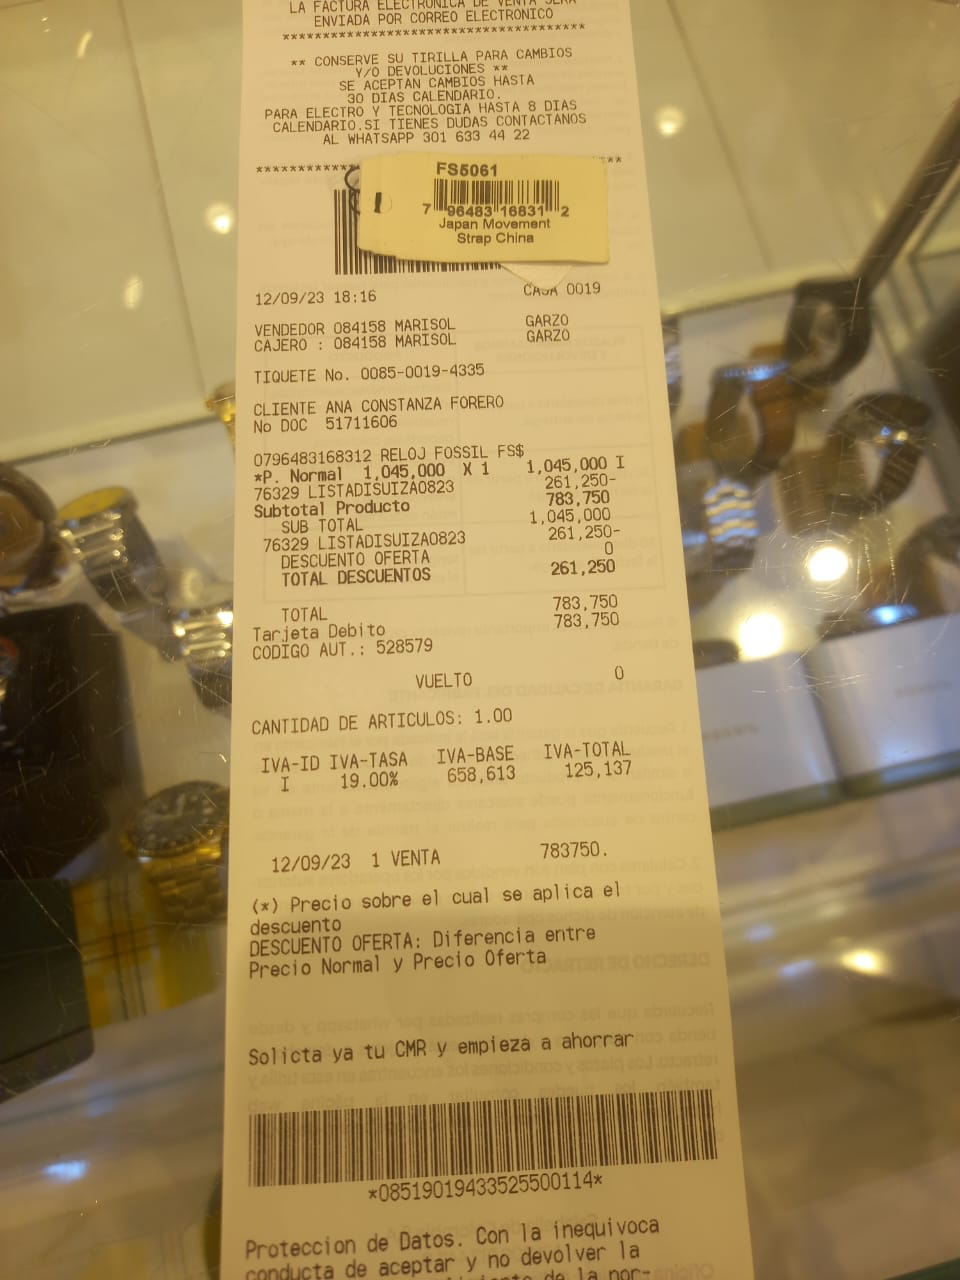 LA FACTURA ELECTRONICA DE VENTA SERA
ENVIADA POR CORREO ELECTRONICO
*************************************
** CONSERVE SU TIRILLA PARA CAMBIOS
Y/O DEVOLUCIONES **
SE ACEPTAN CAMBIOS HASTA
30 DIAS CALENDARIO.
PARA ELECTRO Y TECNOLOGIA HASTA 8 DIAS
CALENDARIO.SI TIENES DUDAS CONTACTANOS
AL WHATSAPP 301 633 44 22
FS5061
7 96483 16831 2
Japan Movement
Strap China
12/09/23 18:16 CAJA 0019
VENDEDOR 084158 MARISOL GARZO
CAJERO : 084158 MARISOL GARZO
TIQUETE No. 0085-0019-4335
CLIENTE ANA CONSTANZA FORERO
No DOC 51711606
0796483168312 RELOJ FOSSIL FS$
*P. Normal 1,045,000 X 1 1,045,000 I
76329 LISTADISUIZA0823 261,250-
Subtotal Producto 783,750
SUB TOTAL 1,045,000
76329 LISTADISUIZA0823 261,250-
DESCUENTO OFERTA 0
TOTAL DESCUENTOS 261,250
TOTAL 783,750
Tarjeta Debito 783,750
CODIGO AUT.: 528579
VUELTO 0
CANTIDAD DE ARTICULOS: 1.00
IVA-ID IVA-TASA IVA-BASE IVA-TOTAL
I 19.00% 658,613 125,137
12/09/23 1 VENTA 783750.
(*) Precio sobre el cual se aplica el
descuento
DESCUENTO OFERTA: Diferencia entre
Precio Normal y Precio Oferta
Solicta ya tu CMR y empieza a ahorrar
*08519019433525500114*
Proteccion de Datos. Con la inequivoca
conducta de aceptar y no devolver la
de la nor-